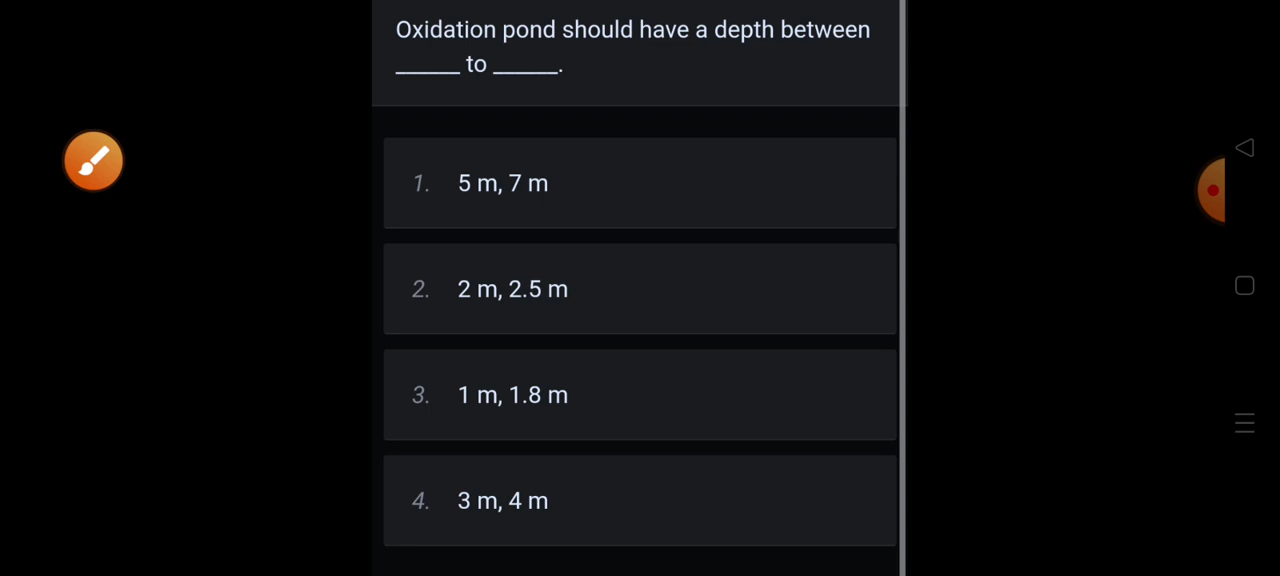 Oxidation pond should have a depth between
______ to ______.
1. 5 m, 7 m
2. 2 m, 2.5 m
3. 1 m, 1.8 m
4. 3 m, 4 m